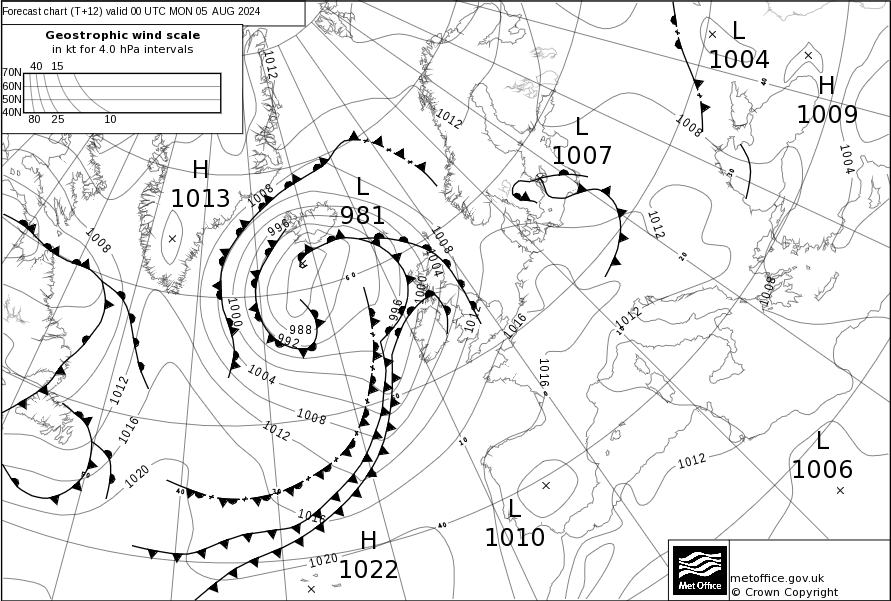 Forecast chart (T+12) valid 00 UTC MON 05 AUG 2024
Geostrophic wind scale
in kt for 4.0 hPa intervals
40 15
70N
60N
50N
40N
80 25 10
1012
L
1004
40
H
1009
1012
1008
L
1007
1004
H
1013
1008
L
981
30
996
1008
1008
1012
1004
20
60
1000
1008
1000
996
1012
1016
1012
10
988
992
1004
1016
0
1012
1016
1008
1012
10
1020
L
1006
1012
40
30
L
1010
1016
40
H
1022
1020
Met Office
metoffice.gov.uk
© Crown Copyright